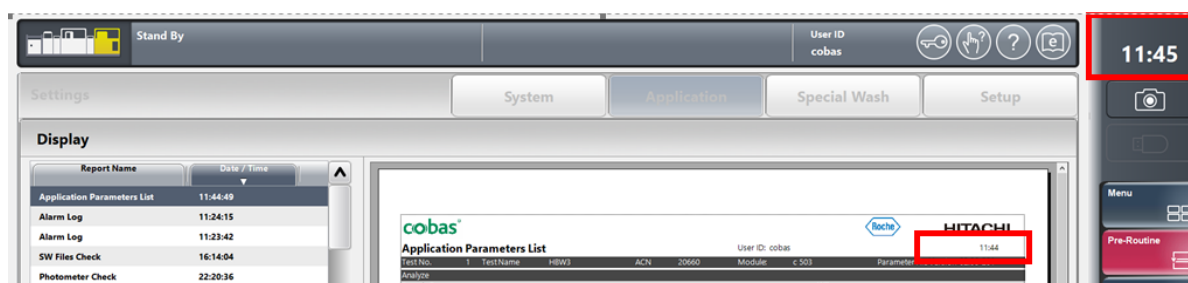 Stand By
User ID
cobas
11:45
Settings
System
Application
Special Wash
Setup
Display
Report Name
Date / Time
Application Parameters List 11:44:49
Alarm Log 11:24:15
Alarm Log 11:23:42
SW Files Check 16:14:04
Photometer Check 22:20:36
cobas
Roche
HITACHI
Application Parameters List User ID: cobas 11:44
Test No. 1 TestName HBW3 ACN 20660 Module: c 503 Parameter
Analyze
Menu
Pre-Routine